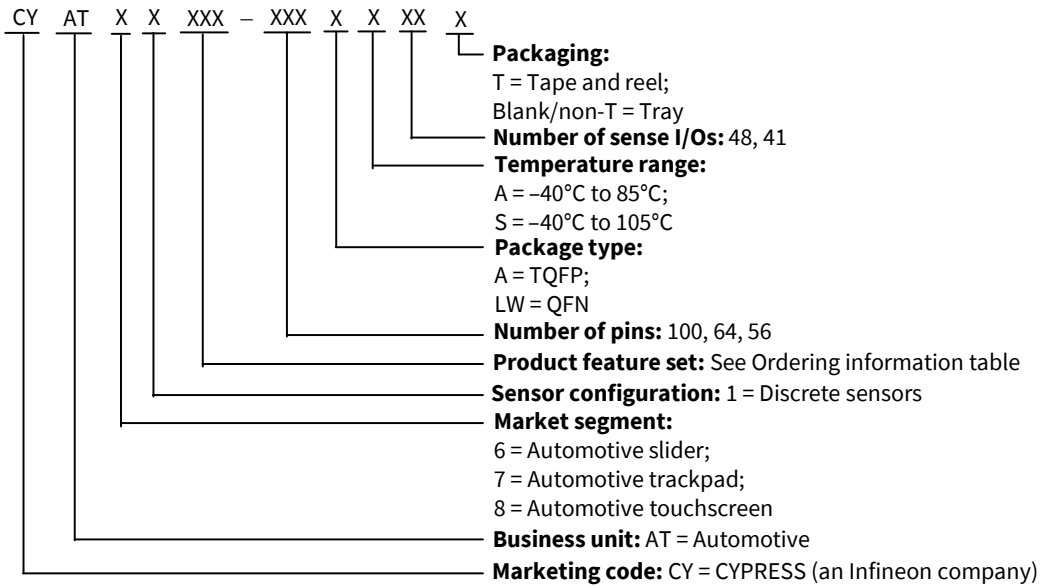 CY AT X X XXX – XXX X X XX X
Packaging:
T = Tape and reel;
Blank/non-T = Tray
Number of sense I/Os: 48, 41
Temperature range:
A = –40°C to 85°C;
S = –40°C to 105°C
Package type:
A = TQFP;
LW = QFN
Number of pins: 100, 64, 56
Product feature set: See Ordering information table
Sensor configuration: 1 = Discrete sensors
Market segment:
6 = Automotive slider;
7 = Automotive trackpad;
8 = Automotive touchscreen
Business unit: AT = Automotive
Marketing code: CY = CYPRESS (an Infineon company)